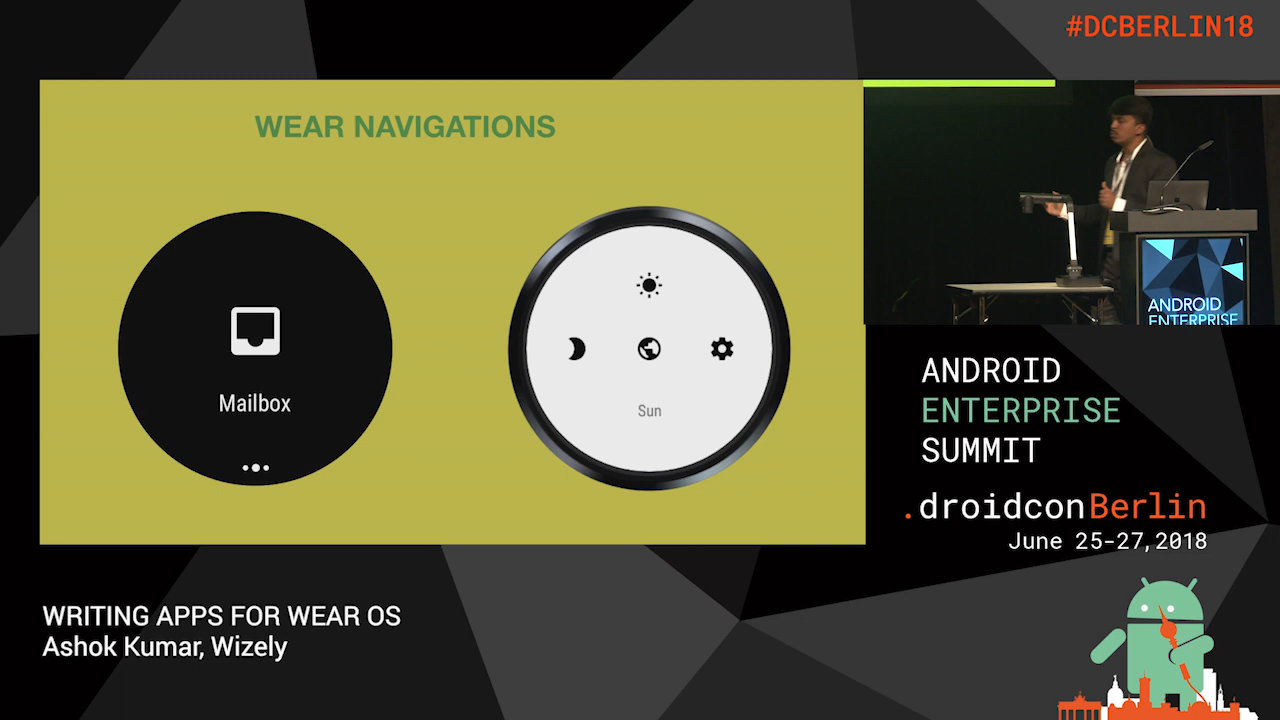 #DCBERLIN18
WEAR NAVIGATIONS
Mailbox
Sun
ANDROID
ENTERPRISE
ANDROID
ENTERPRISE
SUMMIT
.droidconBerlin
June 25-27,2018
WRITING APPS FOR WEAR OS
Ashok Kumar, Wizely